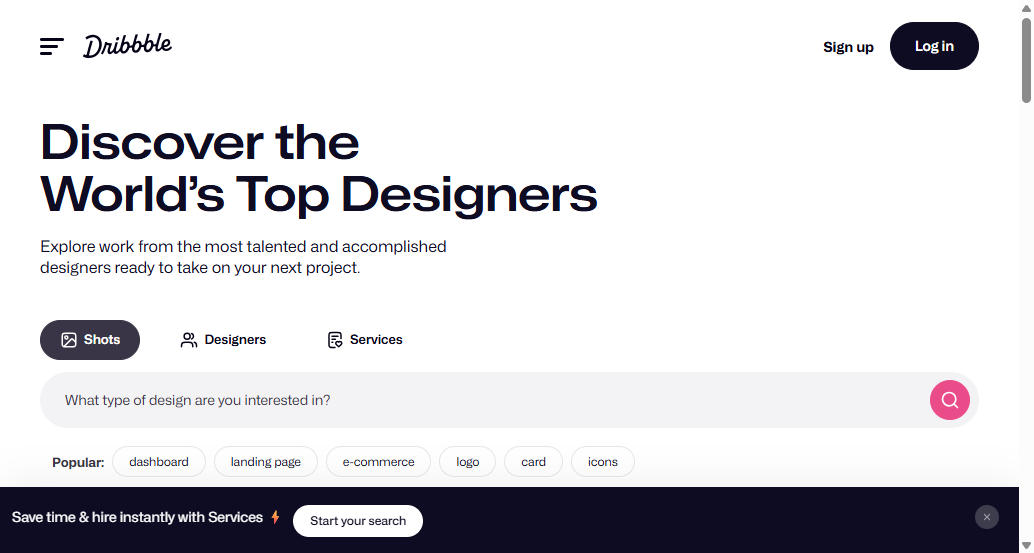 Dribbble
Sign up
Log in
Discover the
World's Top Designers
Explore work from the most talented and accomplished
designers ready to take on your next project.
Shots
Designers
Services
What type of design are you interested in?
Popular:
dashboard
landing page
e-commerce
logo
card
icons
Save time & hire instantly with Services
Start your search